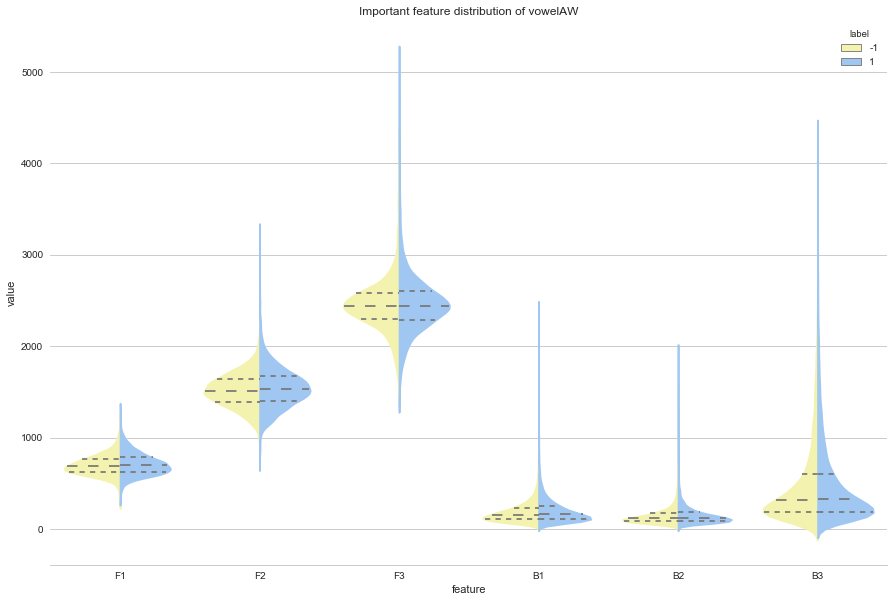 Important feature distribution of vowelAW
label
-1
1
5000
4000
3000
2000
1000
0
value
F1 F2 F3 B1 B2 B3
feature